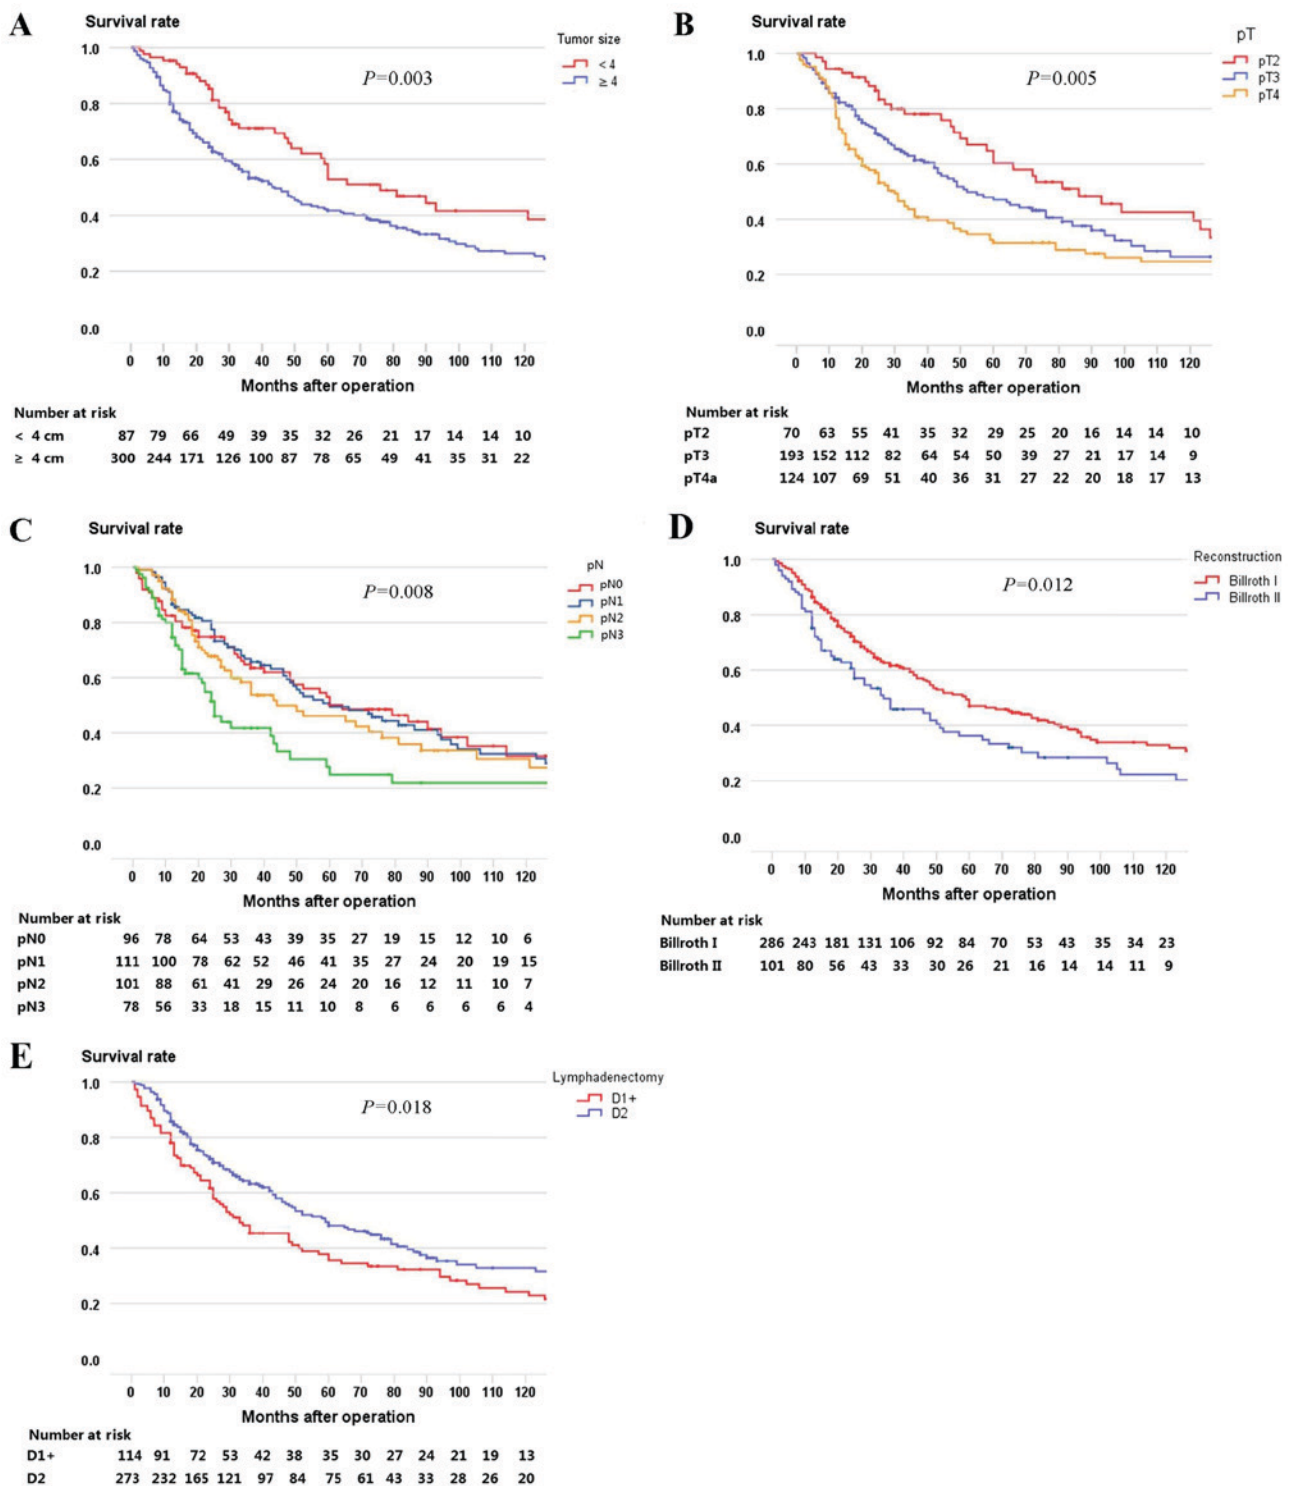 A
Survival rate
Tumor size
< 4
≥ 4
P=0.003
1.0
0.8
0.6
0.4
0.2
0.0
0 10 20 30 40 50 60 70 80 90 100 110 120
Months after operation
Number at risk
< 4 cm 87 79 66 49 39 35 32 26 21 17 14 14 10
≥ 4 cm 300 244 171 126 100 87 78 65 49 41 35 31 22
B
Survival rate
pT
pT2
pT3
pT4
P=0.005
1.0
0.8
0.6
0.4
0.2
0.0
0 10 20 30 40 50 60 70 80 90 100 110 120
Months after operation
Number at risk
pT2 70 63 55 41 35 32 29 25 20 16 14 14 10
pT3 193 152 112 82 64 54 50 39 27 21 17 14 9
pT4a 124 107 69 51 40 36 31 27 22 20 18 17 13
C
Survival rate
pN
pN0
pN1
pN2
pN3
P=0.008
1.0
0.8
0.6
0.4
0.2
0.0
0 10 20 30 40 50 60 70 80 90 100 110 120
Months after operation
Number at risk
pN0 96 78 64 53 43 39 35 27 19 15 12 10 6
pN1 111 100 78 62 52 46 41 35 27 24 20 19 15
pN2 101 88 61 41 29 26 24 20 16 12 11 10 7
pN3 78 56 33 18 15 11 10 8 6 6 6 6 4
D
Survival rate
Reconstruction
Billroth I
Billroth II
P=0.012
1.0
0.8
0.6
0.4
0.2
0.0
0 10 20 30 40 50 60 70 80 90 100 110 120
Months after operation
Number at risk
Billroth I 286 243 181 131 106 92 84 70 53 43 35 34 23
Billroth II 101 80 56 43 33 30 26 21 16 14 14 11 9
E
Survival rate
Lymphadenectomy
D1+
D2
P=0.018
1.0
0.8
0.6
0.4
0.2
0.0
0 10 20 30 40 50 60 70 80 90 100 110 120
Months after operation
Number at risk
D1+ 114 91 72 53 42 38 35 30 27 24 21 19 13
D2 273 232 165 121 97 84 75 61 43 33 28 26 20